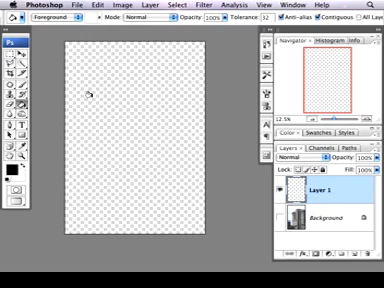 Photoshop File Edit Image Layer Select Filter Analysis View Window Help
Foreground Mode: Normal Opacity: 100% Tolerance: 32 Anti-alias Contiguous All Lay
Ps
Navigator Histogram Info
12.5%
Color Swatches Styles
Layers Channels Paths
Normal Opacity: 100%
Lock: Fill: 100%
Layer 1
Background